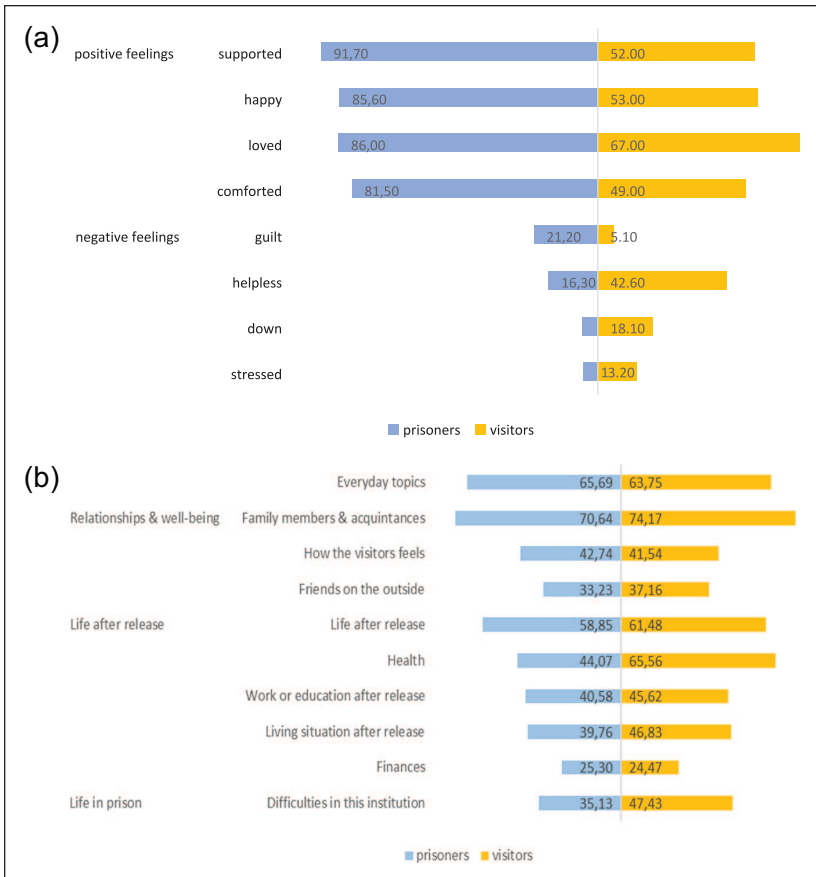 (a)
positive feelings supported 91,70 52.00
happy 85,60 53.00
loved 86,00 67.00
comforted 81,50 49.00
negative feelings guilt 21,20 5.10
helpless 16,30 42.60
down 18.10
stressed 13.20
prisoners visitors
(b)
Everyday topics 65,69 63,75
Relationships & well-being Family members & acquintances 70,64 74,17
How the visitors feels 42,74 41,54
Friends on the outside 33,23 37,16
Life after release Life after release 58,85 61,48
Health 44,07 65,56
Work or education after release 40,58 45,62
Living situation after release 39,76 46,83
Finances 25,30 24,47
Life in prison Difficulties in this institution 35,13 47,43
prisoners visitors